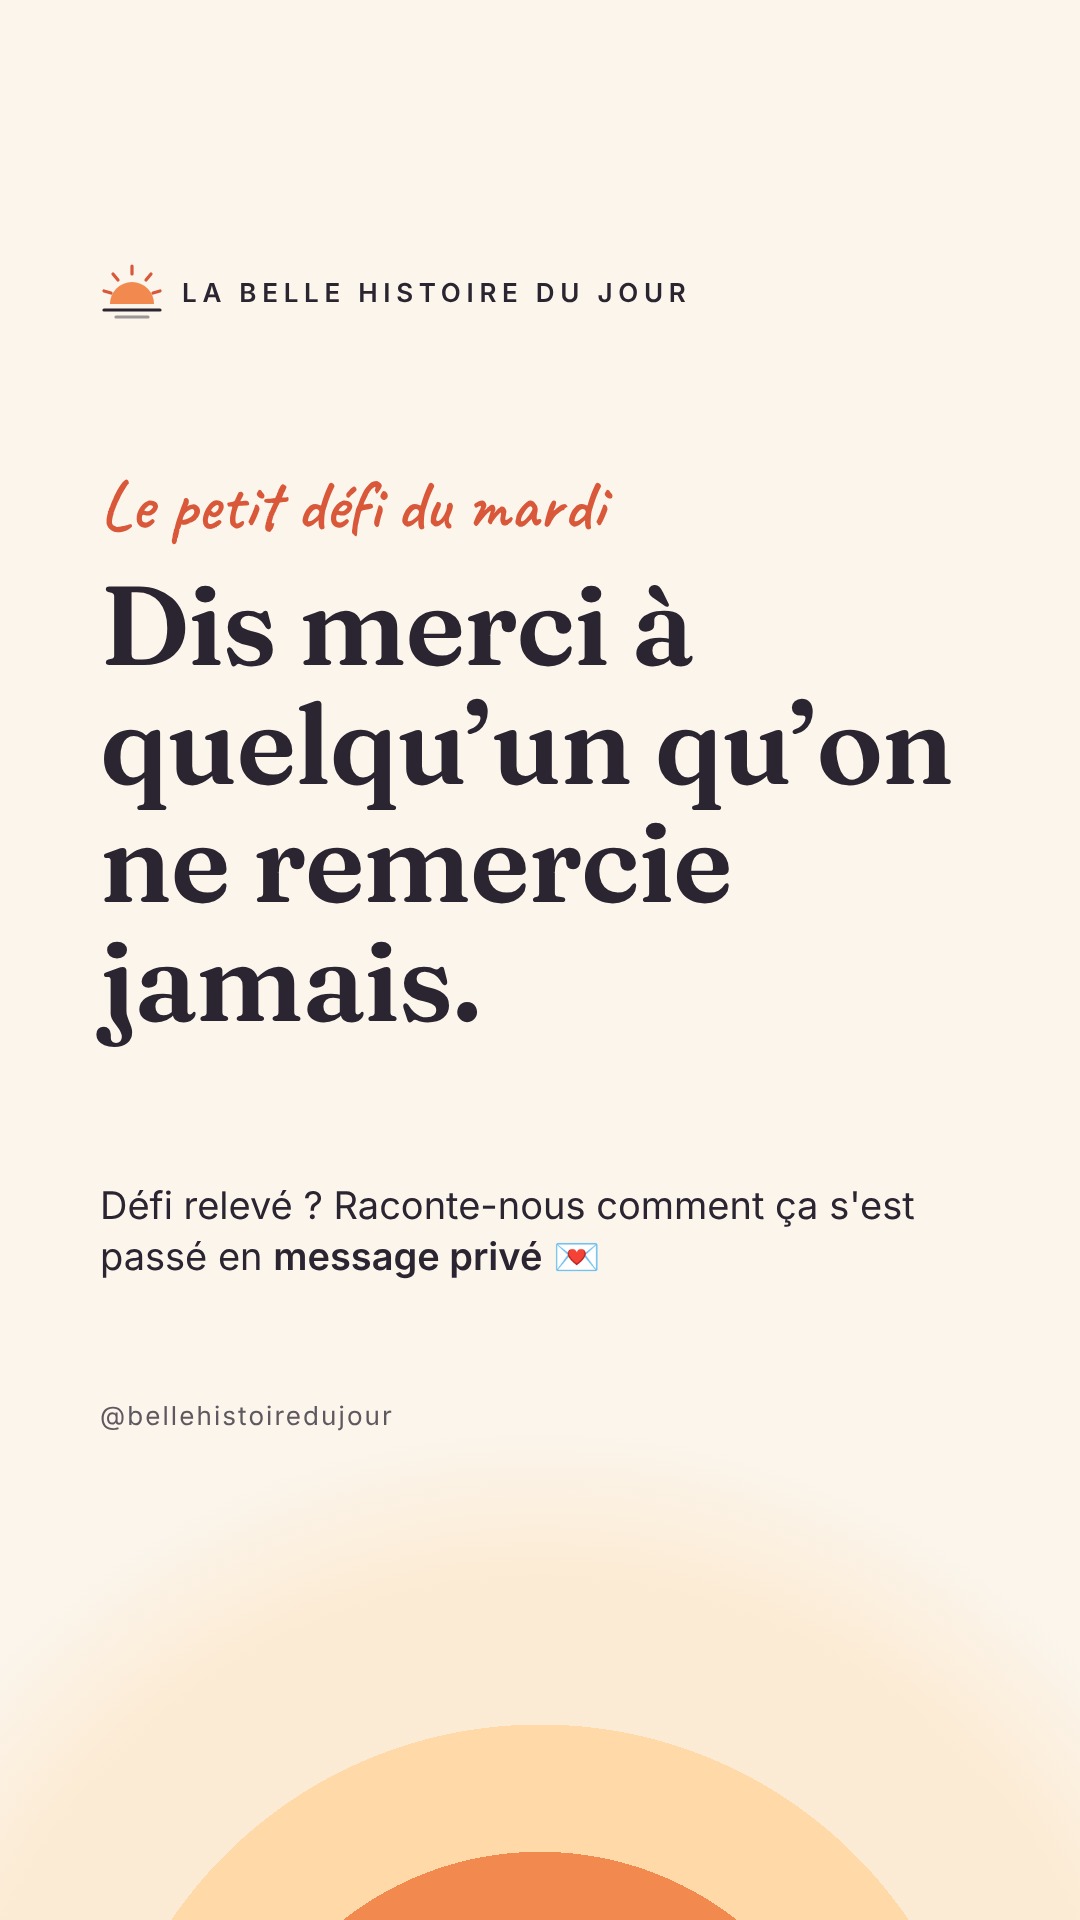 LA BELLE HISTOIRE DU JOUR
Le petit défi du mardi
Dis merci à
quelqu’un qu’on
ne remercie
jamais.
Défi relevé ? Raconte-nous comment ça s'est
passé en message privé 💌
@bellehistoiredujour